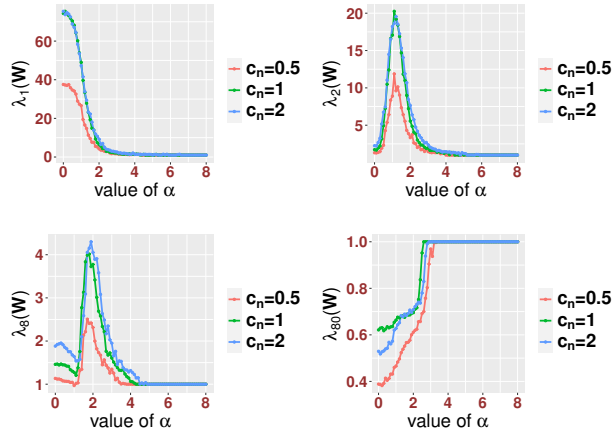 λ1(W)
60
40
20
0
0 2 4 6 8
value of α
cn=0.5
cn=1
cn=2
λ2(W)
20
15
10
5
0 2 4 6 8
value of α
cn=0.5
cn=1
cn=2
λ8(W)
4
3
2
1
0 2 4 6 8
value of α
cn=0.5
cn=1
cn=2
λ80(W)
1.0
0.8
0.6
0.4
0 2 4 6 8
value of α
cn=0.5
cn=1
cn=2